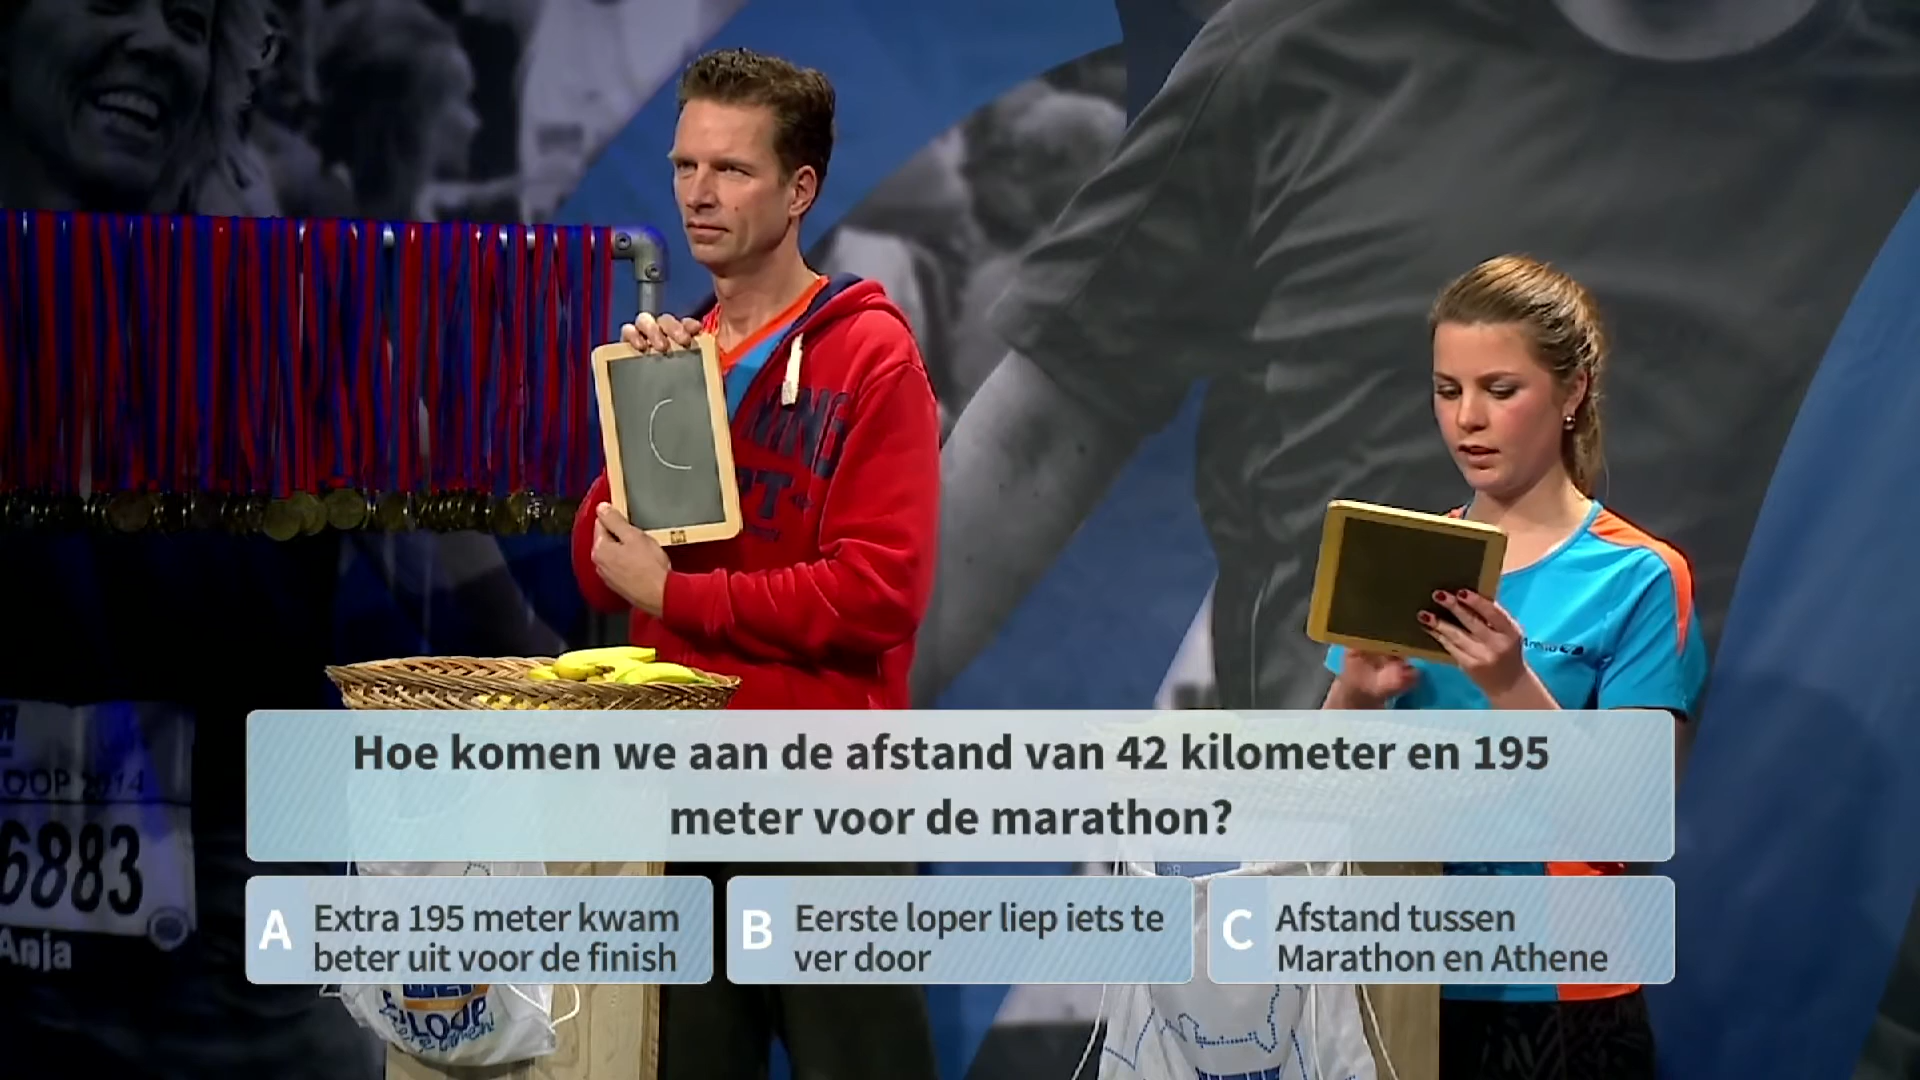 C
Hoe komen we aan de afstand van 42 kilometer en 195
meter voor de marathon?
A
Extra 195 meter kwam
beter uit voor de finish
B
Eerste loper liep iets te
ver door
C
Afstand tussen
Marathon en Athene
2014
6883
Anja
LOOP